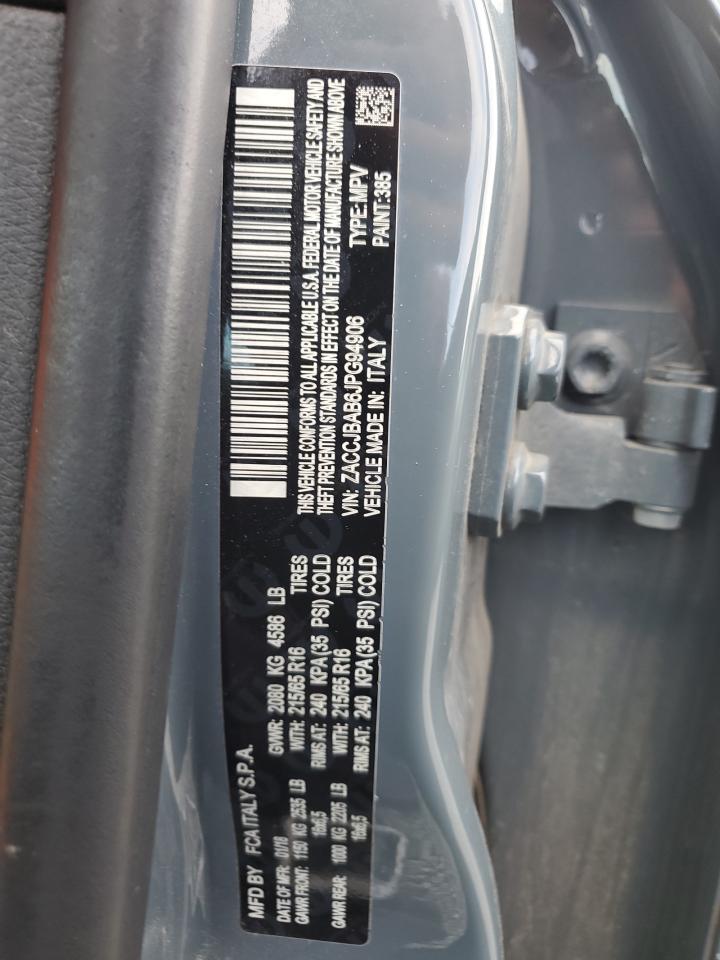 MFD BY FCA ITALY S.P.A.
DATE OF MFR: 01/18 GVWR: 2080 KG 4586 LB
GAWR FRONT: 1150 KG 2535 LB WITH: 215/65 R16 TIRES
16x6,5 RIMS AT: 240 KPA(35 PSI) COLD
GAWR REAR: 1000 KG 2205 LB WITH: 215/65 R16 TIRES
16x6,5 RIMS AT: 240 KPA(35 PSI) COLD
THIS VEHICLE CONFORMS TO ALL APPLICABLE U.S.A. FEDERAL MOTOR VEHICLE SAFETY AND
THEFT PREVENTION STANDARDS IN EFFECT ON THE DATE OF MANUFACTURE SHOWN ABOVE
VIN: ZACCJBAB6JPG94906 TYPE: MPV
VEHICLE MADE IN: ITALY PAINT: 385